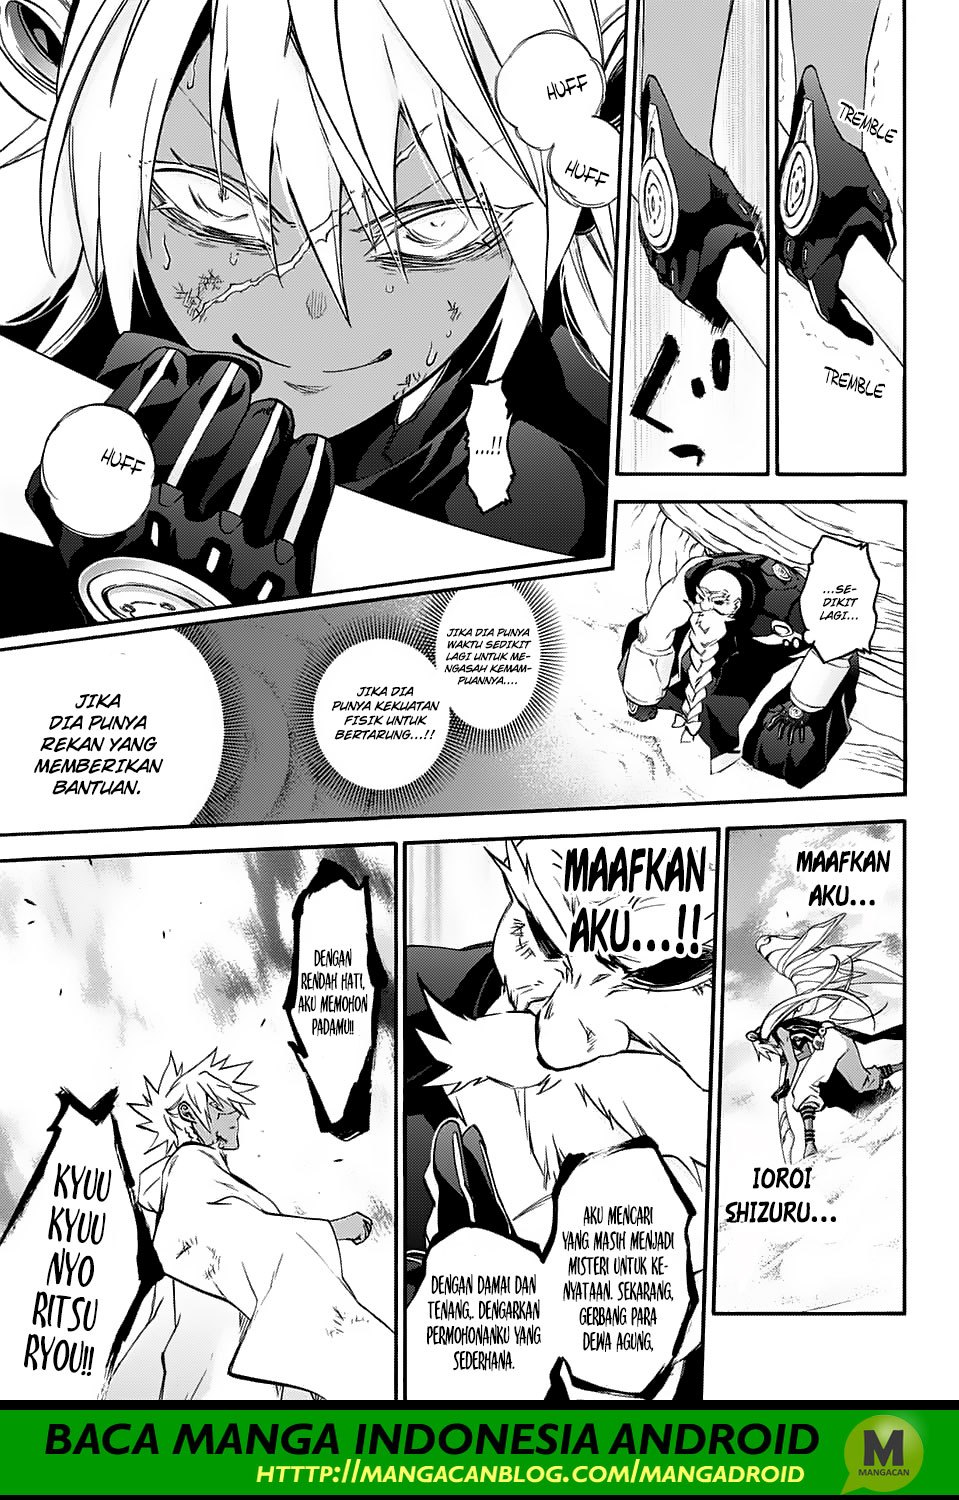 TREMBLE
TREMBLE
HUFF
HUFF
...!!
HUFF
...SE-
DIKIT
LAGI...
JIKA DIA PUNYA
WAKTU SEDIKIT
LAGI UNTUK ME-
NGASAH KEMAM-
PUANNYA....
JIKA DIA
PUNYA KEKUATAN
FISIK UNTUK
BERTARUNG...!!
JIKA
DIA PUNYA
REKAN YANG
MEMBERIKAN
BANTUAN.
MAAFKAN
AKU...
IOROI
SHIZURU...
MAAFKAN
AKU...!!
AKU MENCARI
YANG MASIH MENJADI
MISTERI UNTUK KE-
NYATAAN. SEKARANG,
GERBANG PARA
DEWA AGUNG,
DENGAN DAMAI DAN
TENANG,. DENGARKAN
PERMOHONANKU YANG
SEDERHANA.
DENGAN
RENDAH HATI,
AKU MEMOHON
PADAMU!!
KYUU
KYUU
NYO
RITSU
RYOU!!
BACA MANGA INDONESIA ANDROID
HTTTP://MANGACANBLOG.COM/MANGADROID
M
MANGACAN